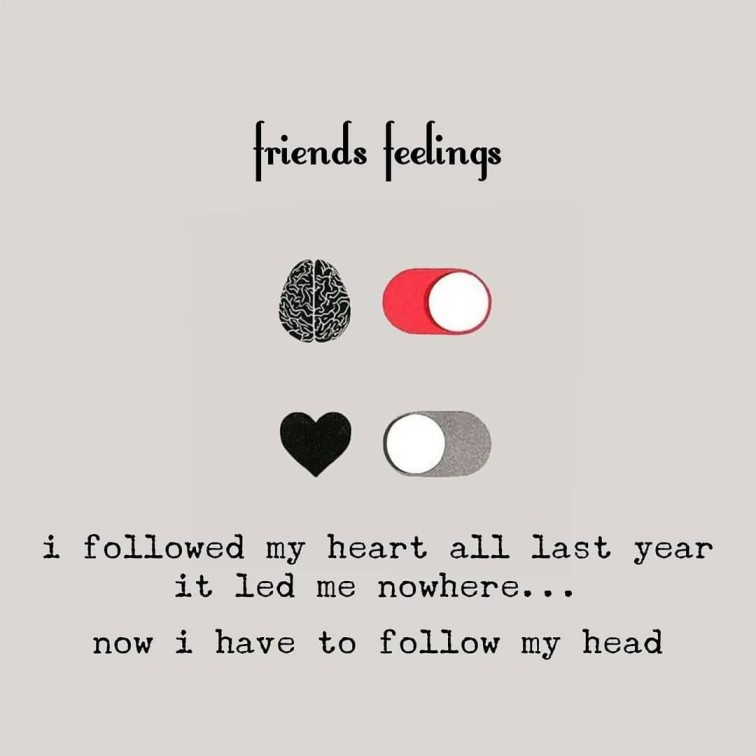 friends feelings
i followed my heart all last year
it led me nowhere...
now i have to follow my head